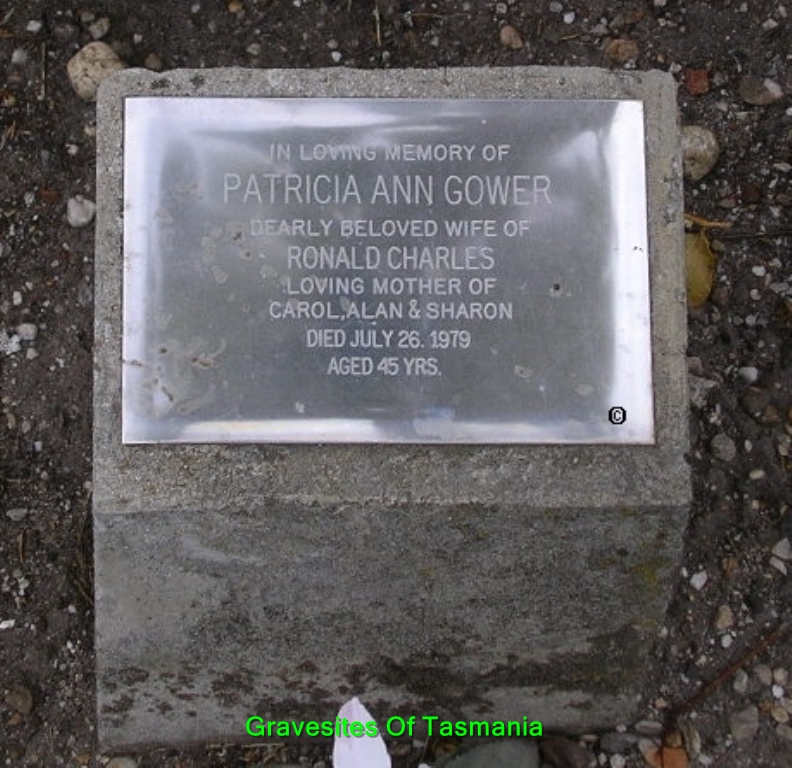 IN LOVING MEMORY OF
PATRICIA ANN GOWER
DEARLY BELOVED WIFE OF
RONALD CHARLES
LOVING MOTHER OF
CAROL, ALAN & SHARON
DIED JULY 26. 1979
AGED 45 YRS.
©
Gravesites Of Tasmania